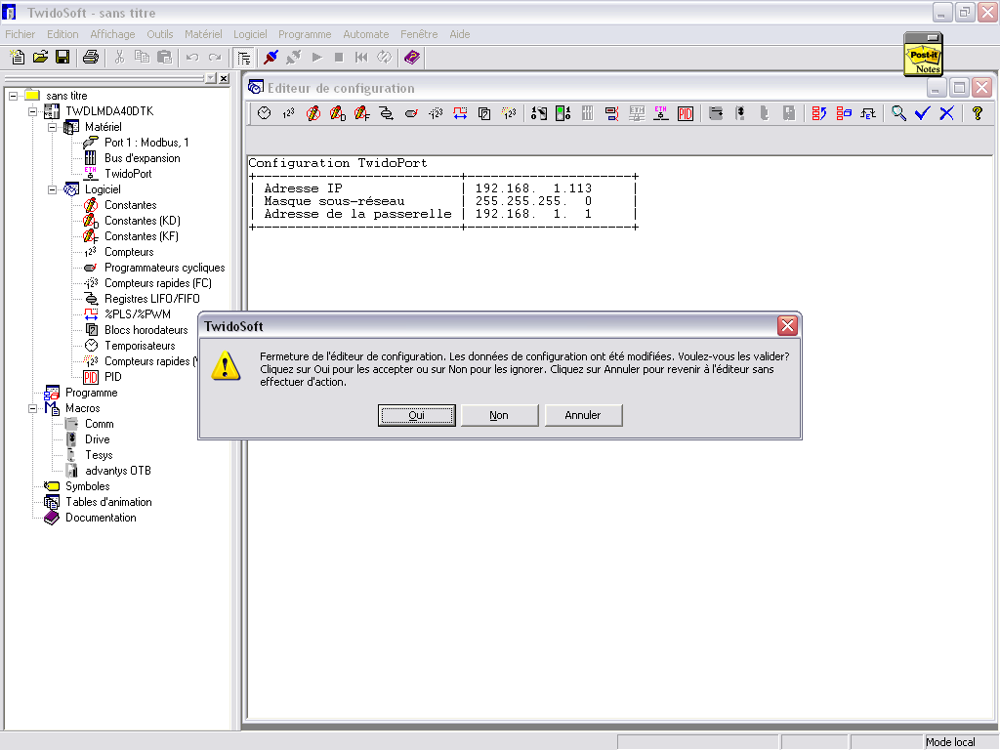 TwidoSoft - sans titre
Fichier Edition Affichage Outils Matériel Logiciel Programme Automate Fenêtre Aide
Post-it
Notes
sans titre
TWDLMDA40DTK
Matériel
Port 1 : Modbus, 1
Bus d'expansion
TwidoPort
Logiciel
Constantes
Constantes (KD)
Constantes (KF)
Compteurs
Programmateurs cycliques
Compteurs rapides (FC)
Registres LIFO/FIFO
%PLS/%PWM
Blocs horodateurs
Temporisateurs
Compteurs rapides (
PID
Programme
Macros
Comm
Drive
Tesys
advantys OTB
Symboles
Tables d'animation
Documentation
Editeur de configuration
Configuration TwidoPort
Adresse IP 192.168. 1.113
Masque sous-réseau 255.255.255. 0
Adresse de la passerelle 192.168. 1. 1
TwidoSoft
Fermeture de l'éditeur de configuration. Les données de configuration ont été modifiées. Voulez-vous les valider?
Cliquez sur Oui pour les accepter ou sur Non pour les ignorer. Cliquez sur Annuler pour revenir à l'éditeur sans
effectuer d'action.
Oui Non Annuler
Mode local